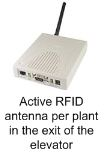 Active RFID
antenna per plant
in the exit of the
elevator